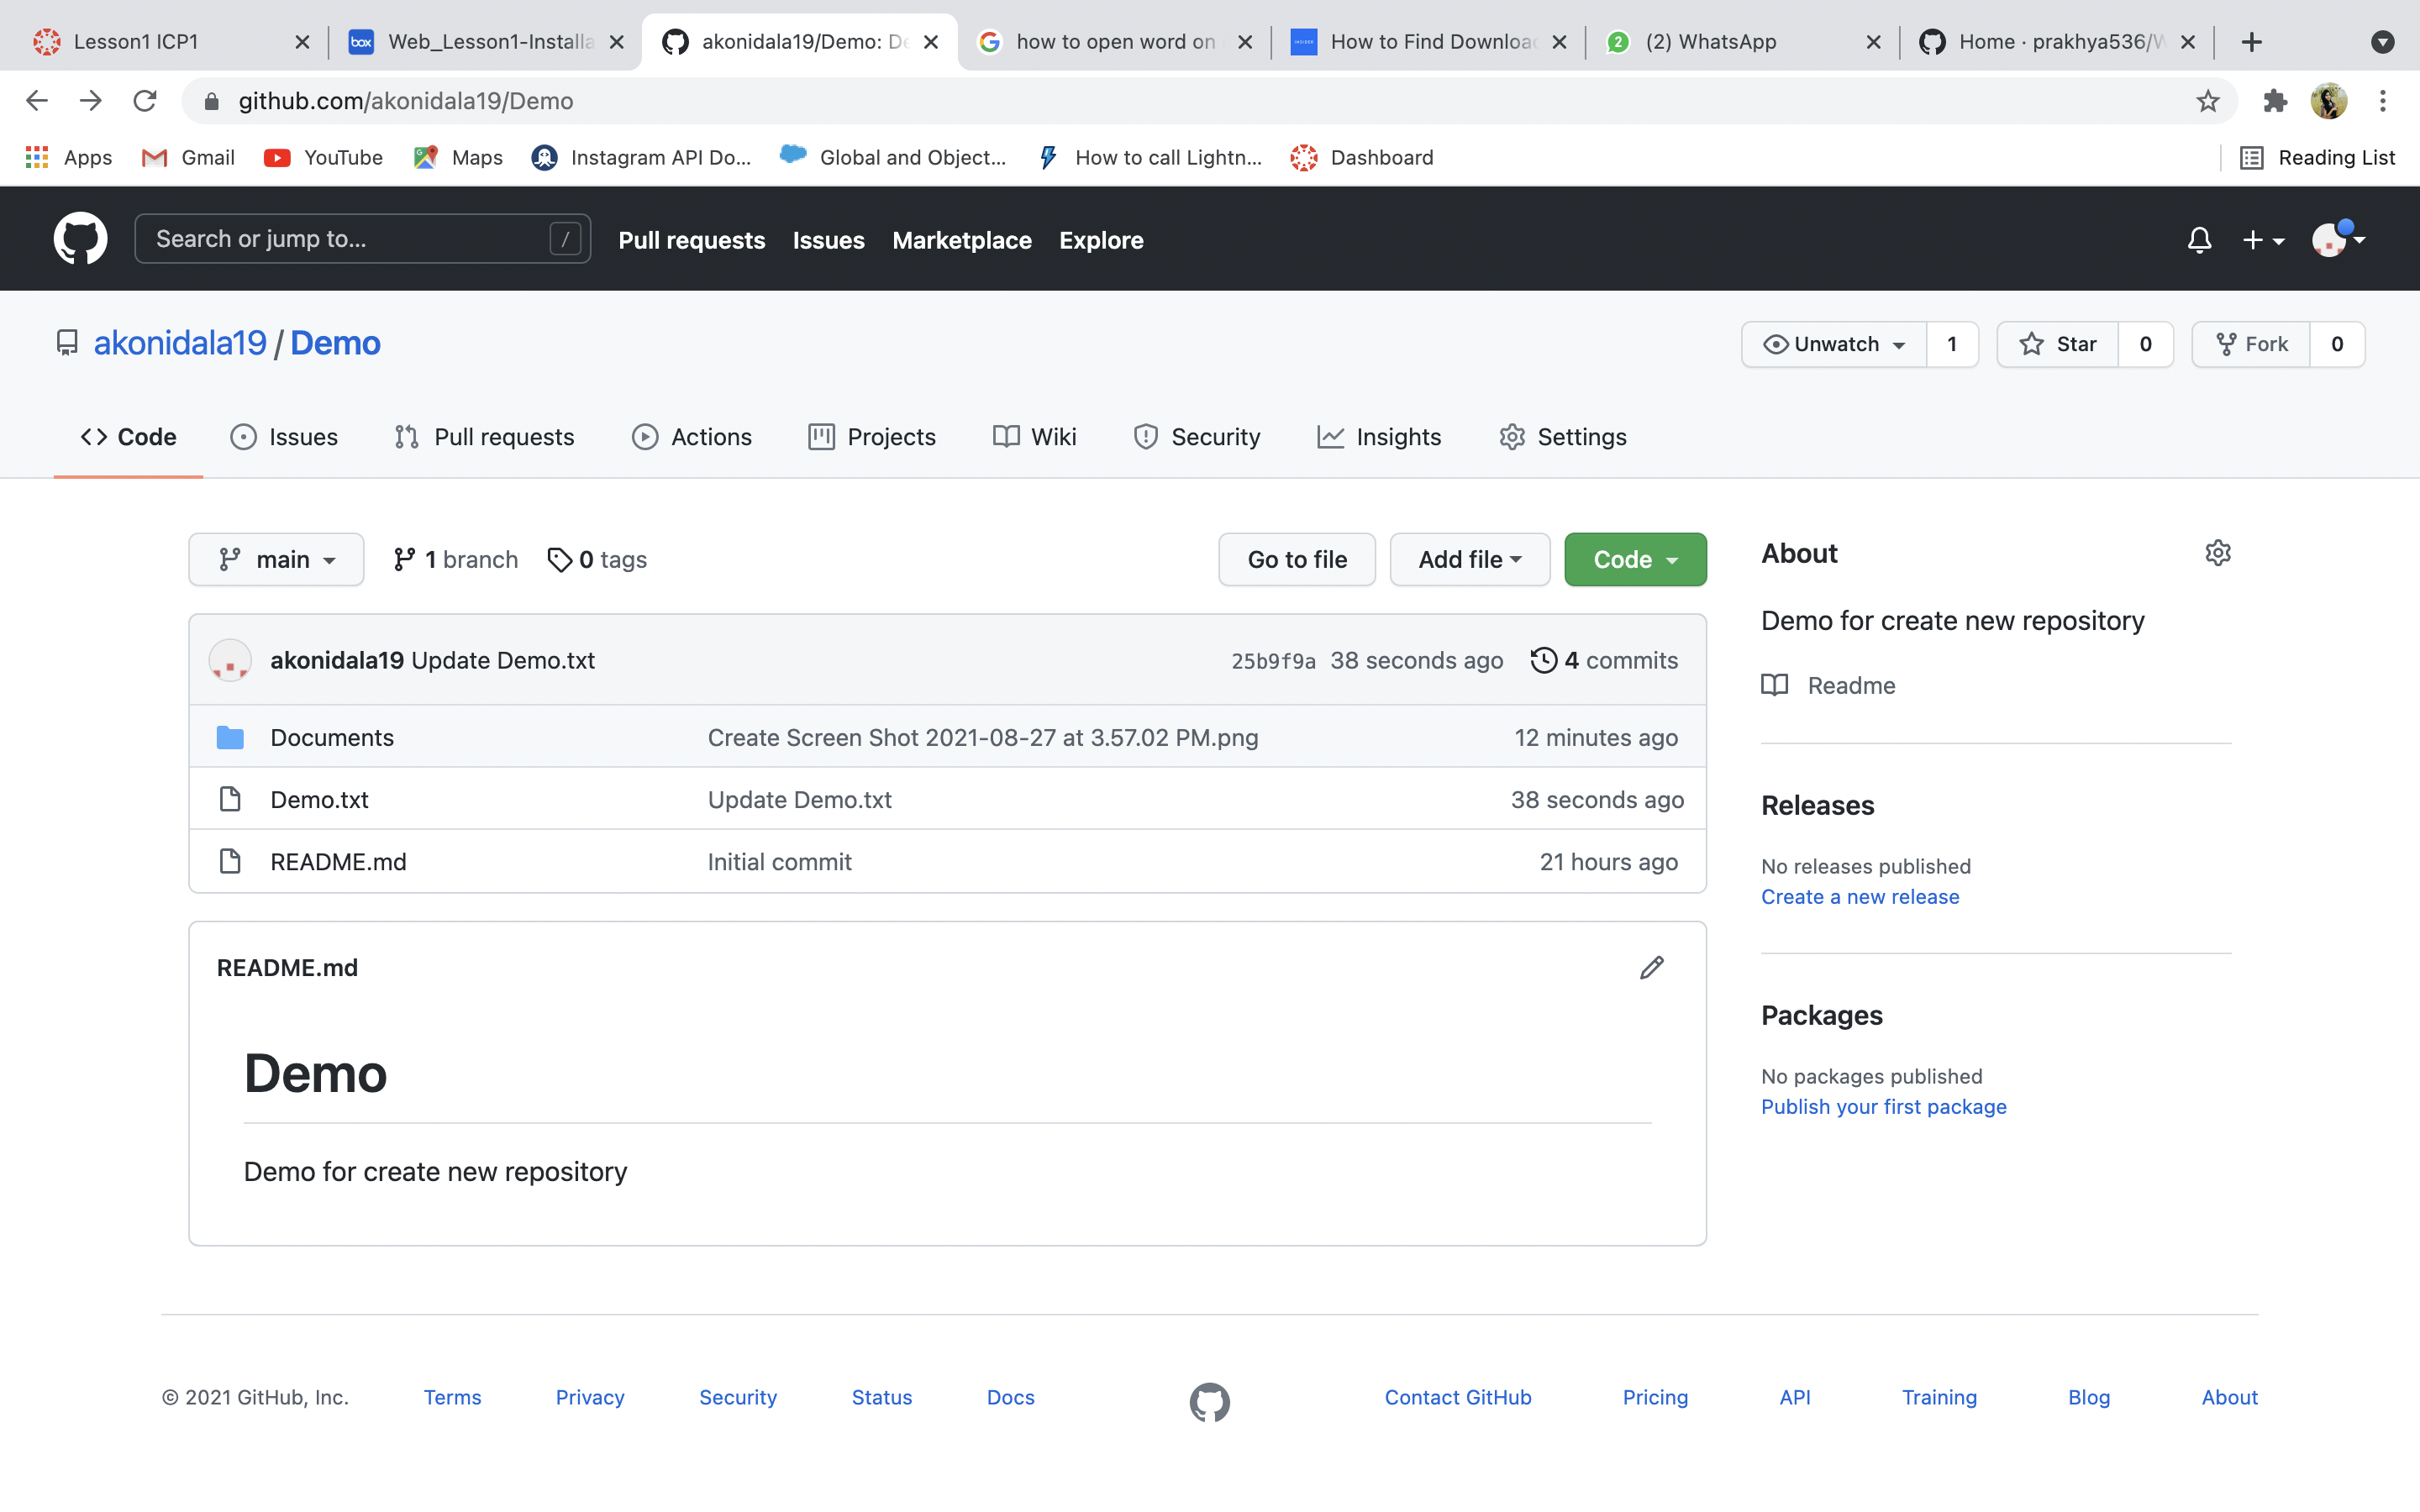 Lesson1 ICP1
box Web_Lesson1-Installa
akonidala19/Demo: De
how to open word on
How to Find Downloa
2 (2) WhatsApp
Home · prakhya536/W
github.com/akonidala19/Demo
Apps Gmail YouTube Maps Instagram API Do... Global and Object... How to call Lightn... Dashboard Reading List
Search or jump to... / Pull requests Issues Marketplace Explore
akonidala19 / Demo Unwatch 1 Star 0 Fork 0
Code Issues Pull requests Actions Projects Wiki Security Insights Settings
main 1 branch 0 tags Go to file Add file Code
akonidala19 Update Demo.txt 25b9f9a 38 seconds ago 4 commits
Documents Create Screen Shot 2021-08-27 at 3.57.02 PM.png 12 minutes ago
Demo.txt Update Demo.txt 38 seconds ago
README.md Initial commit 21 hours ago
README.md
Demo
Demo for create new repository
About
Demo for create new repository
Readme
Releases
No releases published
Create a new release
Packages
No packages published
Publish your first package
© 2021 GitHub, Inc. Terms Privacy Security Status Docs Contact GitHub Pricing API Training Blog About